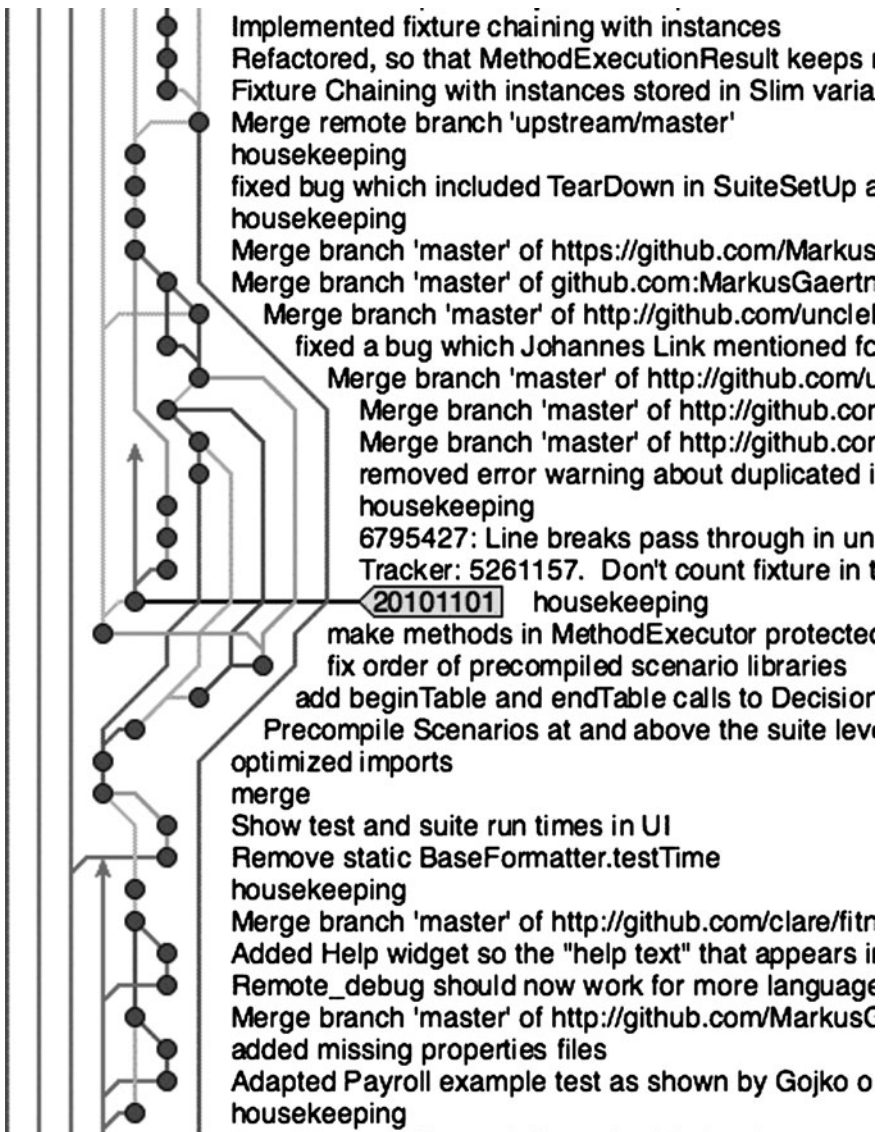 Implemented fixture chaining with instances
Refactored, so that MethodExecutionResult keeps
Fixture Chaining with instances stored in Slim varia
Merge remote branch 'upstream/master'
housekeeping
fixed bug which included TearDown in SuiteSetUp a
housekeeping
Merge branch 'master' of https://github.com/Markus
Merge branch 'master' of github.com:MarkusGaertn
Merge branch 'master' of http://github.com/uncle
fixed a bug which Johannes Link mentioned fo
Merge branch 'master' of http://github.com/u
Merge branch 'master' of http://github.com
Merge branch 'master' of http://github.com
removed error warning about duplicated i
housekeeping
6795427: Line breaks pass through in un
Tracker: 5261157. Don't count fixture in t
20101101 housekeeping
make methods in MethodExecutor protected
fix order of precompiled scenario libraries
add beginTable and endTable calls to Decision
Precompile Scenarios at and above the suite leve
optimized imports
merge
Show test and suite run times in UI
Remove static BaseFormatter.testTime
housekeeping
Merge branch 'master' of http://github.com/clare/fitn
Added Help widget so the "help text" that appears i
Remote_debug should now work for more language
Merge branch 'master' of http://github.com/MarkusG
added missing properties files
Adapted Payroll example test as shown by Gojko o
housekeeping